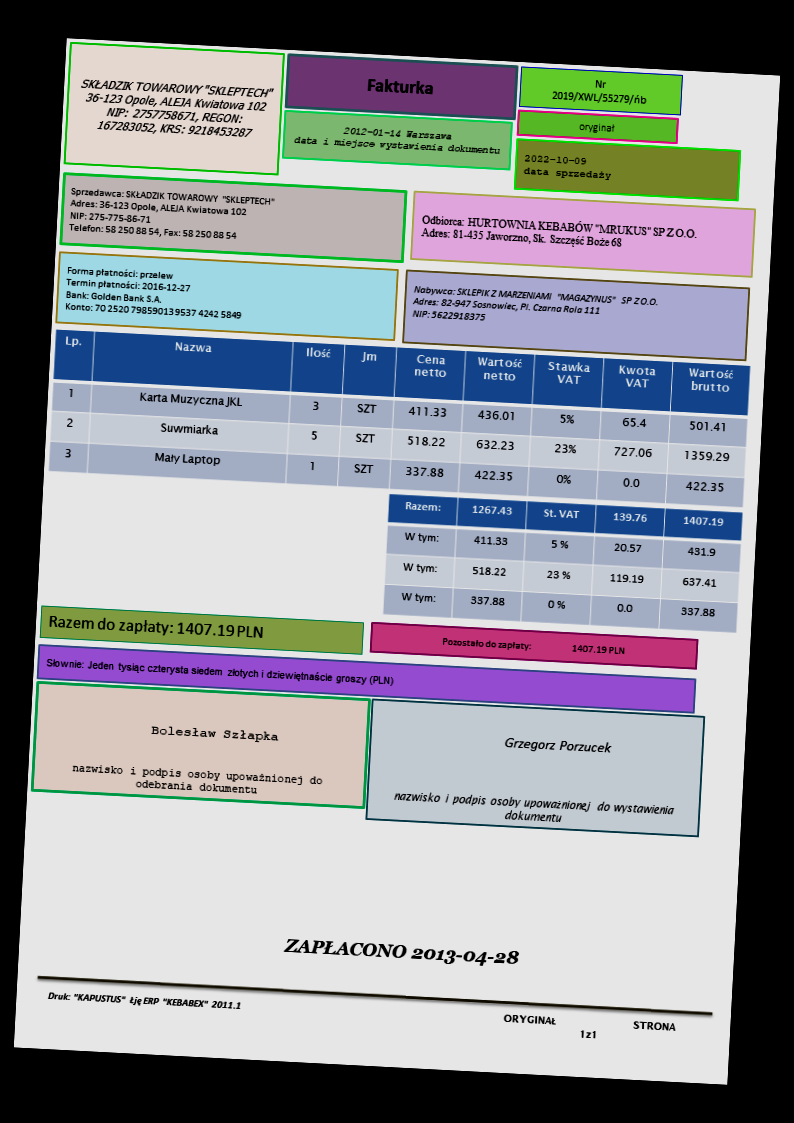 SKŁADZIK TOWAROWY "SKLEPTECH"
36-123 Opole, ALEJA Kwiatowa 102
NIP: 2757758671, REGON:
167283052, KRS: 9218453287
Fakturka
2012-01-14 Warszawa
data i miejsce wystawienia dokumentu
Nr
2019/XWL/55279/ńb
oryginał
2022-10-09
data sprzedaży
Sprzedawca: SKŁADZIK TOWAROWY "SKLEPTECH"
Adres: 36-123 Opole, ALEJA Kwiatowa 102
NIP: 275-775-86-71
Telefon: 58 250 88 54, Fax: 58 250 88 54
Odbiorca: HURTOWNIA KEBABÓW "MRUKUS" SP Z O.O.
Adres: 81-435 Jaworzno, Sk. Szczęść Boże 68
Forma płatności: przelew
Termin płatności: 2016-12-27
Bank: Golden Bank S.A.
Konto: 70 2520 7985 9013 9537 4242 5849
Nabywca: SKLEPIK Z MARZENIAMI "MAGAZYNUS" SP Z O.O.
Adres: 82-947 Sosnowiec, Pl. Czarna Rola 111
NIP: 5622918375
Lp. Nazwa Ilość Jm Cena netto Wartość netto Stawka VAT Kwota VAT Wartość brutto
1 Karta Muzyczna JKL 3 SZT 411.33 436.01 5% 65.4 501.41
2 Suwmiarka 5 SZT 518.22 632.23 23% 727.06 1359.29
3 Mały Laptop 1 SZT 337.88 422.35 0% 0.0 422.35
Razem: 1267.43 St. VAT 139.76 1407.19
W tym: 411.33 5 % 20.57 431.9
W tym: 518.22 23 % 119.19 637.41
W tym: 337.88 0 % 0.0 337.88
Razem do zapłaty: 1407.19 PLN
Pozostało do zapłaty: 1407.19 PLN
Słownie: Jeden tysiąc czterysta siedem złotych i dziewiętnaście groszy (PLN)
Bolesław Szłapka
nazwisko i podpis osoby upoważnionej do
odebrania dokumentu
Grzegorz Porzucek
nazwisko i podpis osoby upoważnionej do wystawienia
dokumentu
ZAPŁACONO 2013-04-28
Druk: "KAPUSTUS" łję ERP "KEBABEX" 2011.1
ORYGINAŁ
STRONA
1 z 1